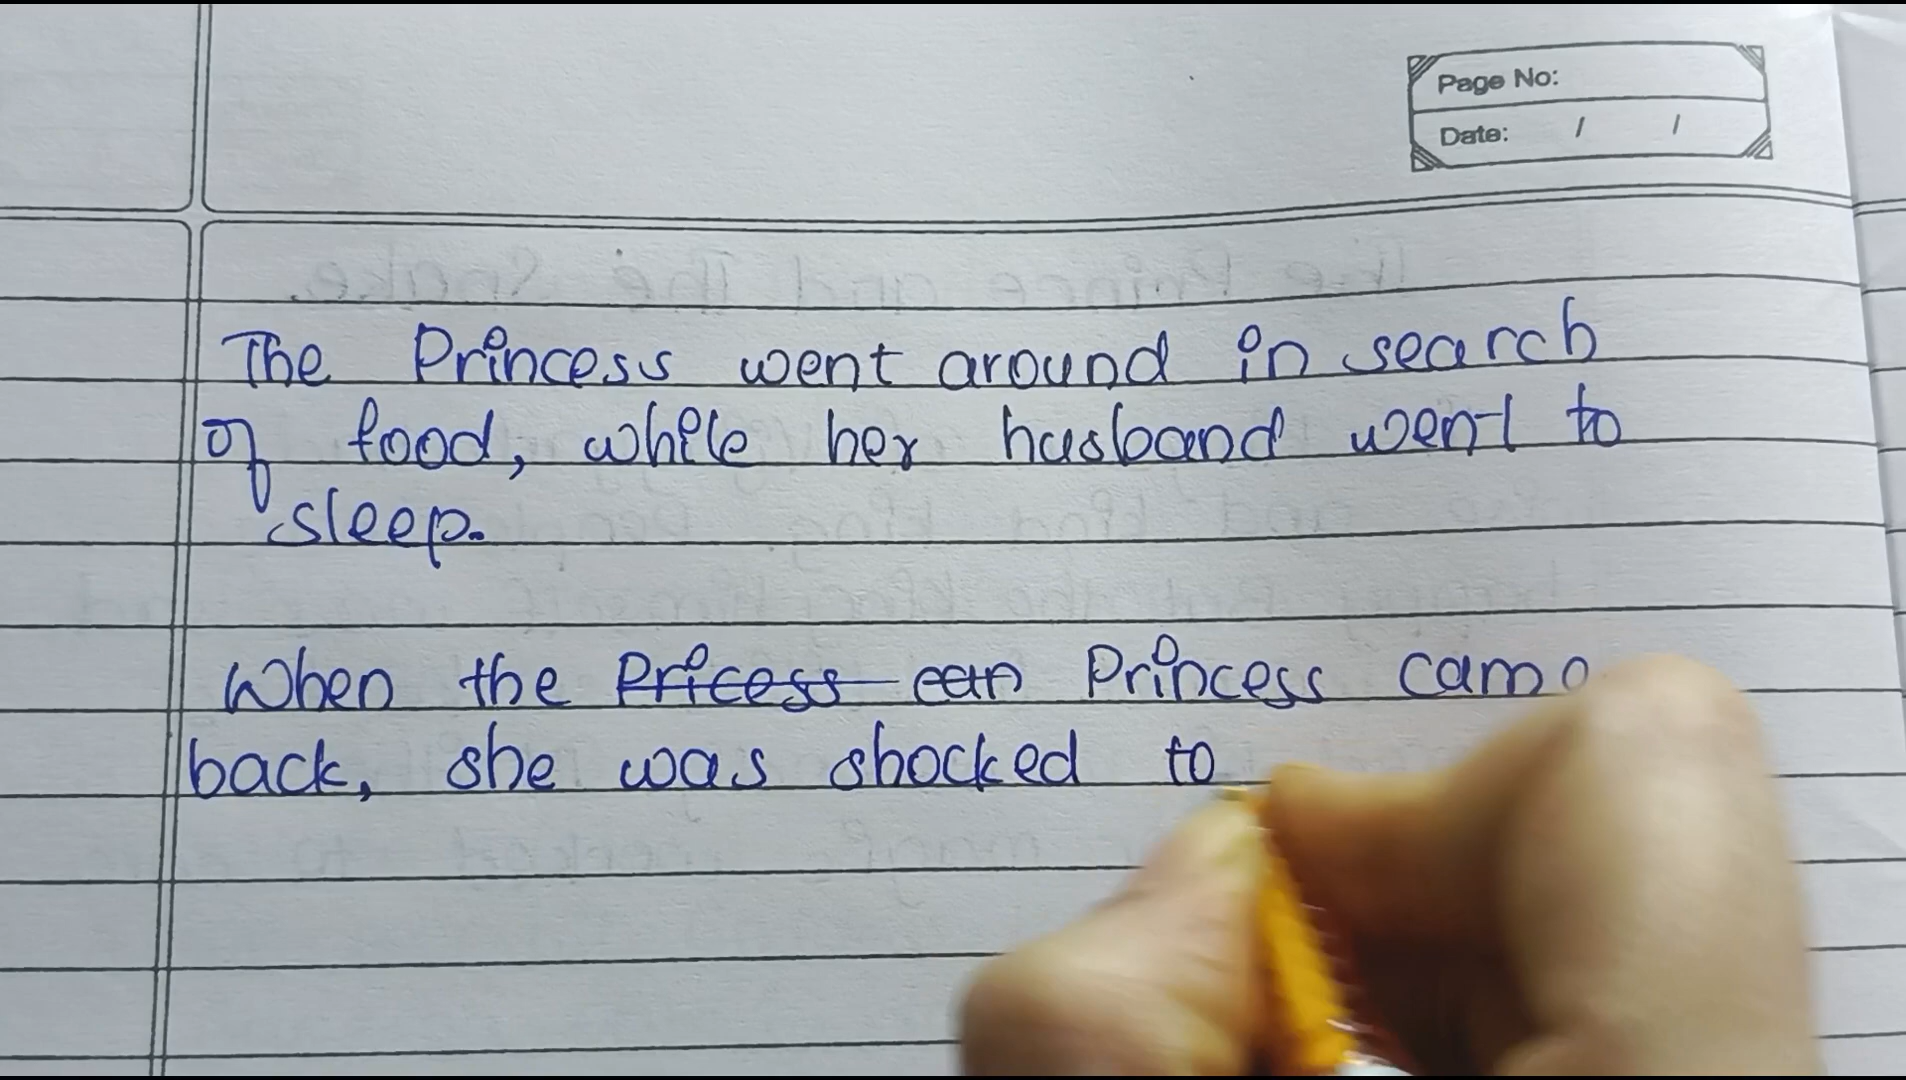 Page No:
Date: / /
The Princess went around in search
of food, while her husband went to
sleep.
When the Pricess can Princess came
back, she was shocked to